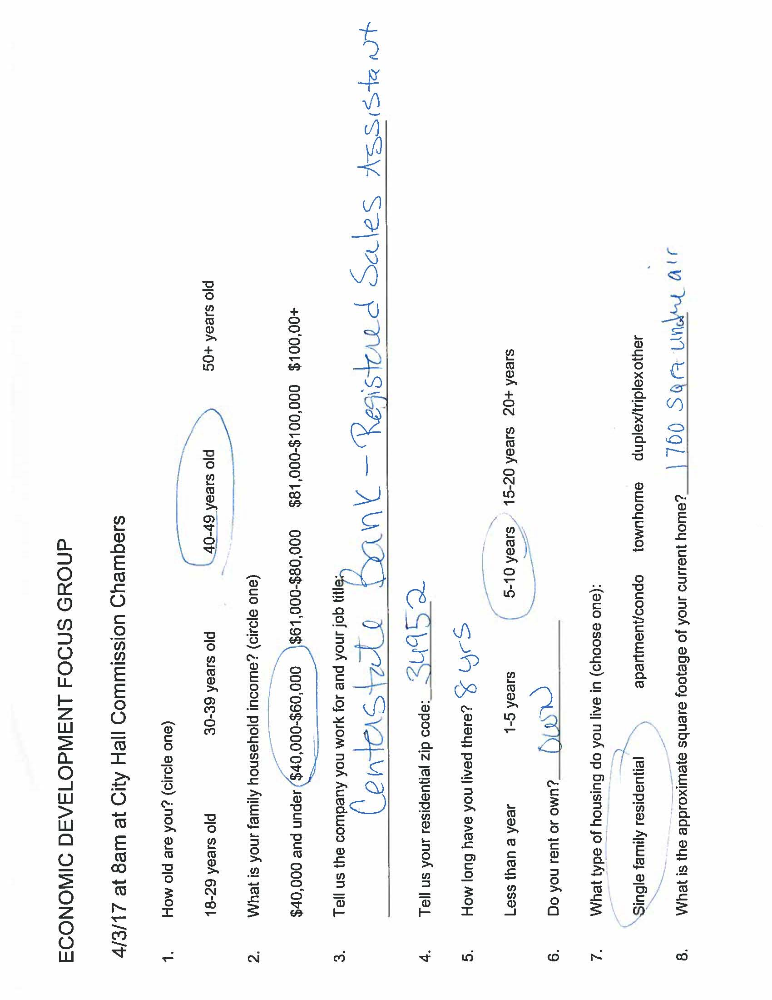 ECONOMIC DEVELOPMENT FOCUS GROUP
4/3/17 at 8am at City Hall Commission Chambers
1. How old are you? (circle one)
18-29 years old 30-39 years old 40-49 years old 50+ years old
2. What is your family household income? (circle one)
$40,000 and under $40,000-$60,000 $61,000-$80,000 $81,000-$100,000 $100,00+
3. Tell us the company you work for and your job title:
Centerstate Bank - Registered Sales Assistant
4. Tell us your residential zip code: 34952
5. How long have you lived there? 8 yrs
Less than a year 1-5 years 5-10 years 15-20 years 20+ years
6. Do you rent or own? Own
7. What type of housing do you live in (choose one):
Single family residential apartment/condo townhome duplex/triplex other
8. What is the approximate square footage of your current home? 1700 Sq Ft under air